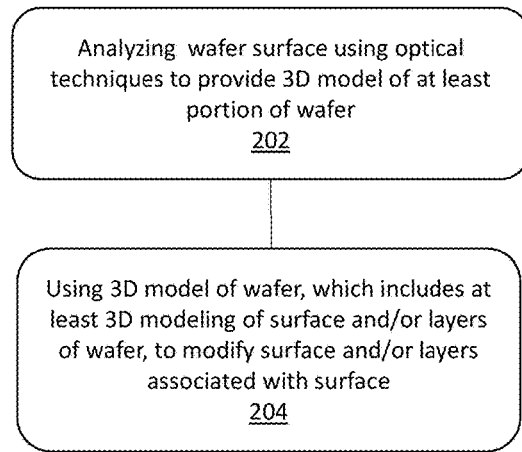 Analyzing wafer surface using optical
techniques to provide 3D model of at least
portion of wafer
202
Using 3D model of wafer, which includes at
least 3D modeling of surface and/or layers
of wafer, to modify surface and/or layers
associated with surface
204